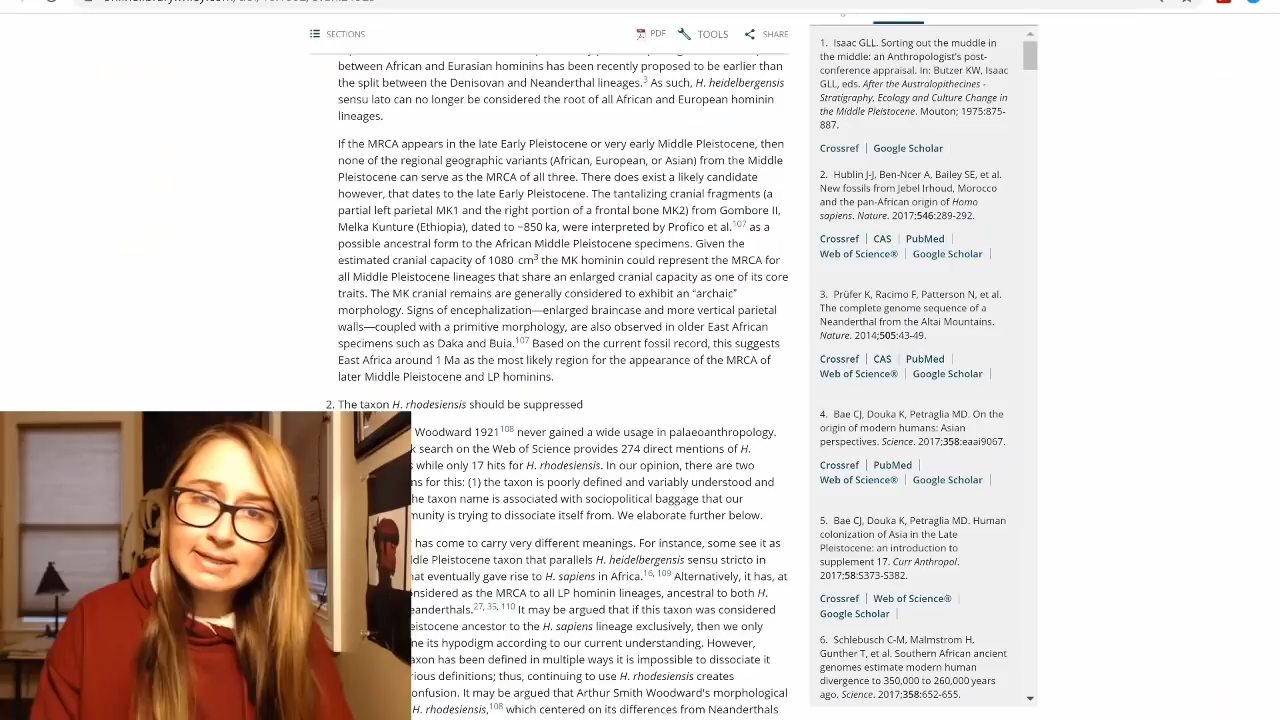 SECTIONS
PDF
TOOLS
SHARE
between African and Eurasian hominins has been recently proposed to be earlier than
the split between the Denisovan and Neanderthal lineages.3 As such, H. heidelbergensis
sensu lato can no longer be considered the root of all African and European hominin
lineages.
If the MRCA appears in the late Early Pleistocene or very early Middle Pleistocene, then
none of the regional geographic variants (African, European, or Asian) from the Middle
Pleistocene can serve as the MRCA of all three. There does exist a likely candidate
however, that dates to the late Early Pleistocene. The tantalizing cranial fragments (a
partial left parietal MK1 and the right portion of a frontal bone MK2) from Gombore II,
Melka Kunture (Ethiopia), dated to ~850 ka, were interpreted by Profico et al.107 as a
possible ancestral form to the African Middle Pleistocene specimens. Given the
estimated cranial capacity of 1080 cm3 the MK hominin could represent the MRCA for
all Middle Pleistocene lineages that share an enlarged cranial capacity as one of its core
traits. The MK cranial remains are generally considered to exhibit an "archaic"
morphology. Signs of encephalization—enlarged braincase and more vertical parietal
walls—coupled with a primitive morphology, are also observed in older East African
specimens such as Daka and Buia.107 Based on the current fossil record, this suggests
East Africa around 1 Ma as the most likely region for the appearance of the MRCA of
later Middle Pleistocene and LP hominins.
2. The taxon H. rhodesiensis should be suppressed
Woodward 1921108 never gained a wide usage in palaeoanthropology.
k search on the Web of Science provides 274 direct mentions of H.
while only 17 hits for H. rhodesiensis. In our opinion, there are two
ns for this: (1) the taxon is poorly defined and variably understood and
he taxon name is associated with sociopolitical baggage that our
munity is trying to dissociate itself from. We elaborate further below.
has come to carry very different meanings. For instance, some see it as
ddle Pleistocene taxon that parallels H. heidelbergensis sensu stricto in
hat eventually gave rise to H. sapiens in Africa.16, 109 Alternatively, it has, at
nsidered as the MRCA to all LP hominin lineages, ancestral to both H.
eanderthals.27, 35, 110 It may be argued that if this taxon was considered
eistocene ancestor to the H. sapiens lineage exclusively, then we only
ne its hypodigm according to our current understanding. However,
axon has been defined in multiple ways it is impossible to dissociate it
rious definitions; thus, continuing to use H. rhodesiensis creates
onfusion. It may be argued that Arthur Smith Woodward's morphological
H. rhodesiensis,108 which centered on its differences from Neanderthals
1. Isaac GLL. Sorting out the muddle in
the middle: an Anthropologist's post-
conference appraisal. In: Butzer KW, Isaac
GLL, eds. After the Australopithecines -
Stratigraphy, Ecology and Culture Change in
the Middle Pleistocene. Mouton; 1975:875-
887.
Crossref | Google Scholar
2. Hublin J-J, Ben-Ncer A, Bailey SE, et al.
New fossils from Jebel Irhoud, Morocco
and the pan-African origin of Homo
sapiens. Nature. 2017;546:289-292.
Crossref | CAS | PubMed |
Web of Science® | Google Scholar |
3. Prüfer K, Racimo F, Patterson N, et al.
The complete genome sequence of a
Neanderthal from the Altai Mountains.
Nature. 2014;505:43-49.
Crossref | CAS | PubMed |
Web of Science® | Google Scholar |
4. Bae CJ, Douka K, Petraglia MD. On the
origin of modern humans: Asian
perspectives. Science. 2017;358:eaai9067.
Crossref | PubMed |
Web of Science® | Google Scholar |
5. Bae CJ, Douka K, Petraglia MD. Human
colonization of Asia in the Late
Pleistocene: an introduction to
supplement 17. Curr Anthropol.
2017;58:S373-S382.
Crossref | Web of Science® |
Google Scholar |
6. Schlebusch C-M, Malmstrom H,
Gunther T, et al. Southern African ancient
genomes estimate modern human
divergence to 350,000 to 260,000 years
ago. Science. 2017;358:652-655.